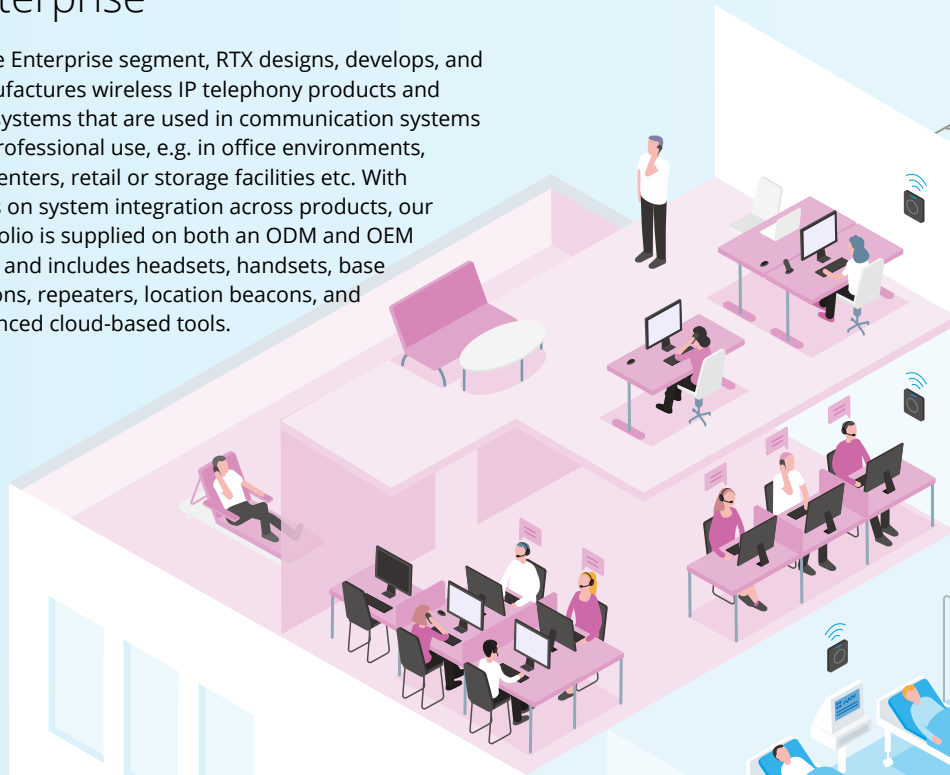 terprise
e Enterprise segment, RTX designs, develops, and
ufactures wireless IP telephony products and
systems that are used in communication systems
rofessional use, e.g. in office environments,
enters, retail or storage facilities etc. With
s on system integration across products, our
olio is supplied on both an ODM and OEM
and includes headsets, handsets, base
ons, repeaters, location beacons, and
nced cloud-based tools.